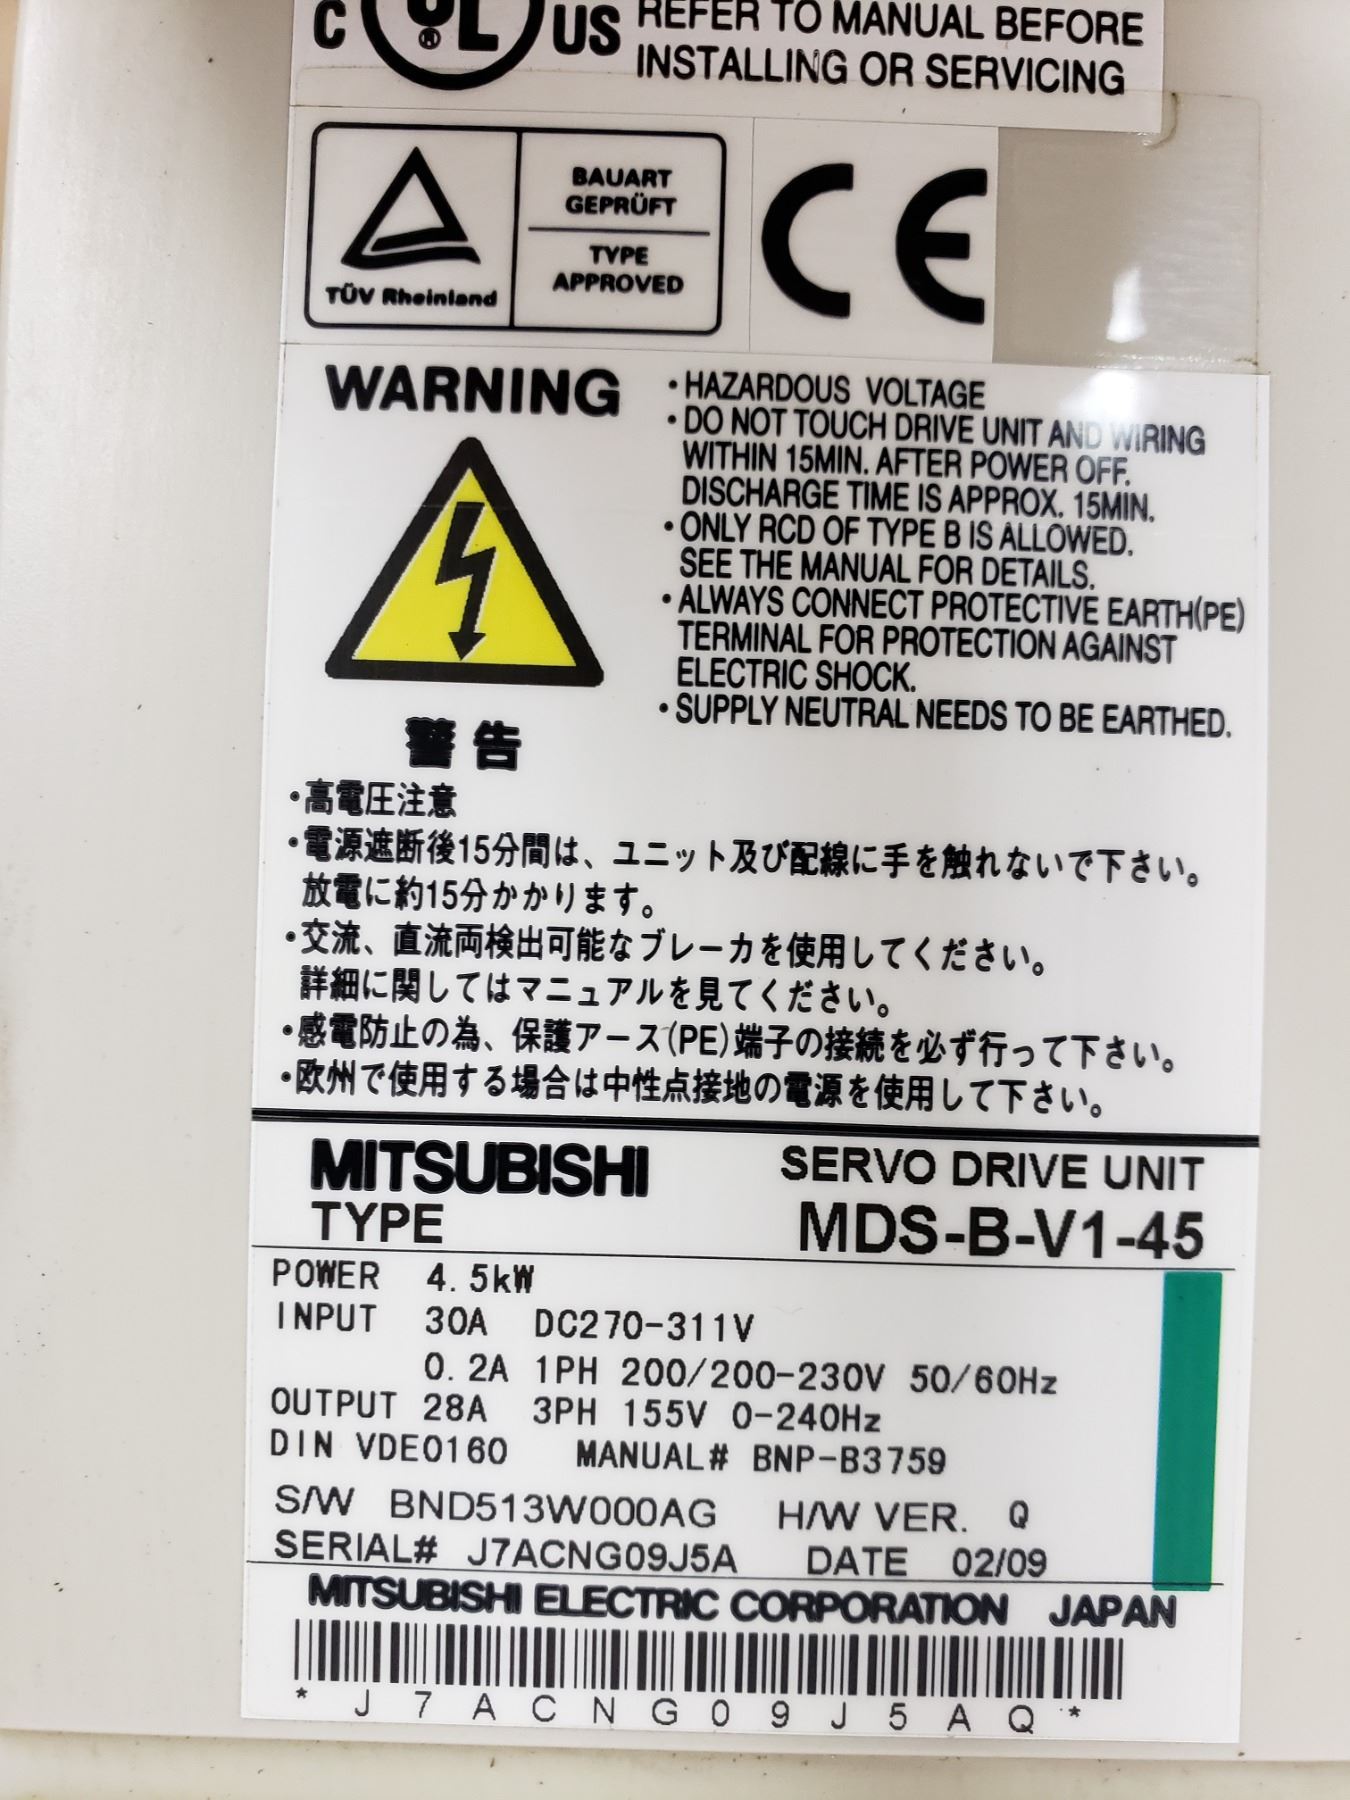 C UL ® US
REFER TO MANUAL BEFORE
INSTALLING OR SERVICING
TÜV Rheinland
BAUART
GEPRÜFT
TYPE
APPROVED
CE
WARNING
・HAZARDOUS VOLTAGE
・DO NOT TOUCH DRIVE UNIT AND WIRING
WITHIN 15MIN. AFTER POWER OFF.
DISCHARGE TIME IS APPROX. 15MIN.
・ONLY RCD OF TYPE B IS ALLOWED.
SEE THE MANUAL FOR DETAILS.
・ALWAYS CONNECT PROTECTIVE EARTH(PE)
TERMINAL FOR PROTECTION AGAINST
ELECTRIC SHOCK.
・SUPPLY NEUTRAL NEEDS TO BE EARTHED.
警告
・高電圧注意
・電源遮断後15分間は、ユニット及び配線に手を触れないで下さい。
放電に約15分かかります。
・交流、直流両検出可能なブレーカを使用してください。
詳細に関してはマニュアルを見てください。
・感電防止の為、保護アース(PE)端子の接続を必ず行って下さい。
・欧州で使用する場合は中性点接地の電源を使用して下さい。
MITSUBISHI SERVO DRIVE UNIT
TYPE MDS-B-V1-45
POWER 4.5kW
INPUT 30A DC270-311V
0.2A 1PH 200/200-230V 50/60Hz
OUTPUT 28A 3PH 155V 0-240Hz
DIN VDE0160 MANUAL# BNP-B3759
S/W BND513W000AG H/W VER. Q
SERIAL# J7ACNG09J5A DATE 02/09
MITSUBISHI ELECTRIC CORPORATION JAPAN
*J7ACNG09J5AQ*